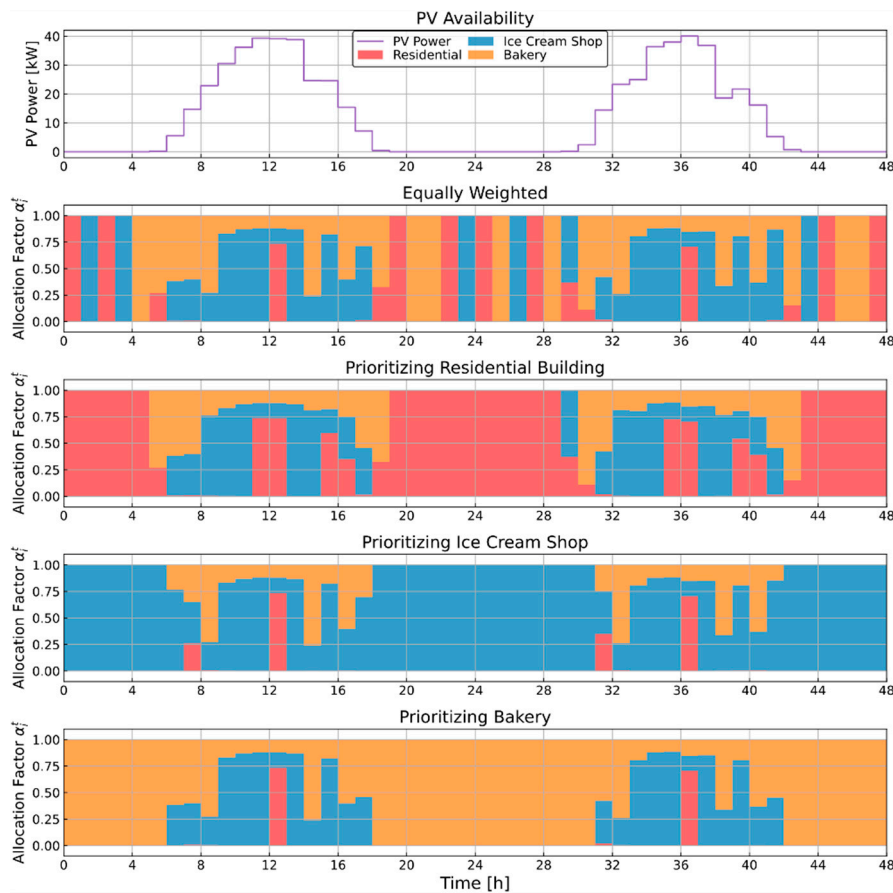 PV Availability
PV Power [kW]
40
20
0
PV Power
Ice Cream Shop
Residential
Bakery
0 4 8 12 16 20 24 28 32 36 40 44 48
Equally Weighted
Allocation Factor αᵢᵗ
1.00
0.75
0.50
0.25
0.00
0 4 8 12 16 20 24 28 32 36 40 44 48
Prioritizing Residential Building
Allocation Factor αᵢᵗ
1.00
0.75
0.50
0.25
0.00
0 4 8 12 16 20 24 28 32 36 40 44 48
Prioritizing Ice Cream Shop
Allocation Factor αᵢᵗ
1.00
0.75
0.50
0.25
0.00
0 4 8 12 16 20 24 28 32 36 40 44 48
Prioritizing Bakery
Allocation Factor αᵢᵗ
1.00
0.75
0.50
0.25
0.00
0 4 8 12 16 20 24 28 32 36 40 44 48
Time [h]